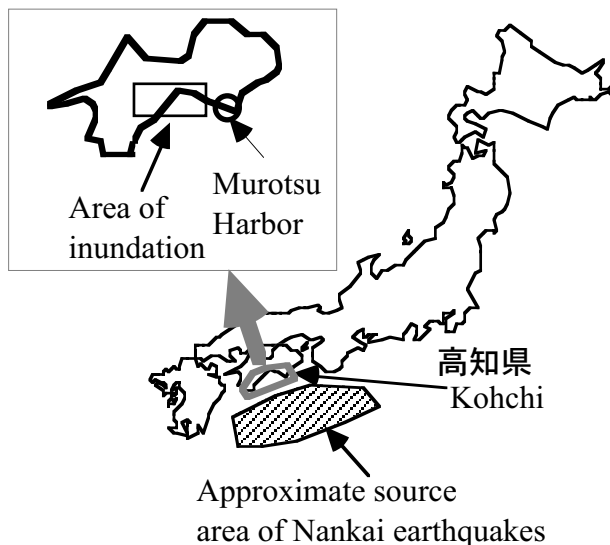 Murotsu
Harbor
Area of
inundation
高知県
Kohchi
Approximate source
area of Nankai earthquakes